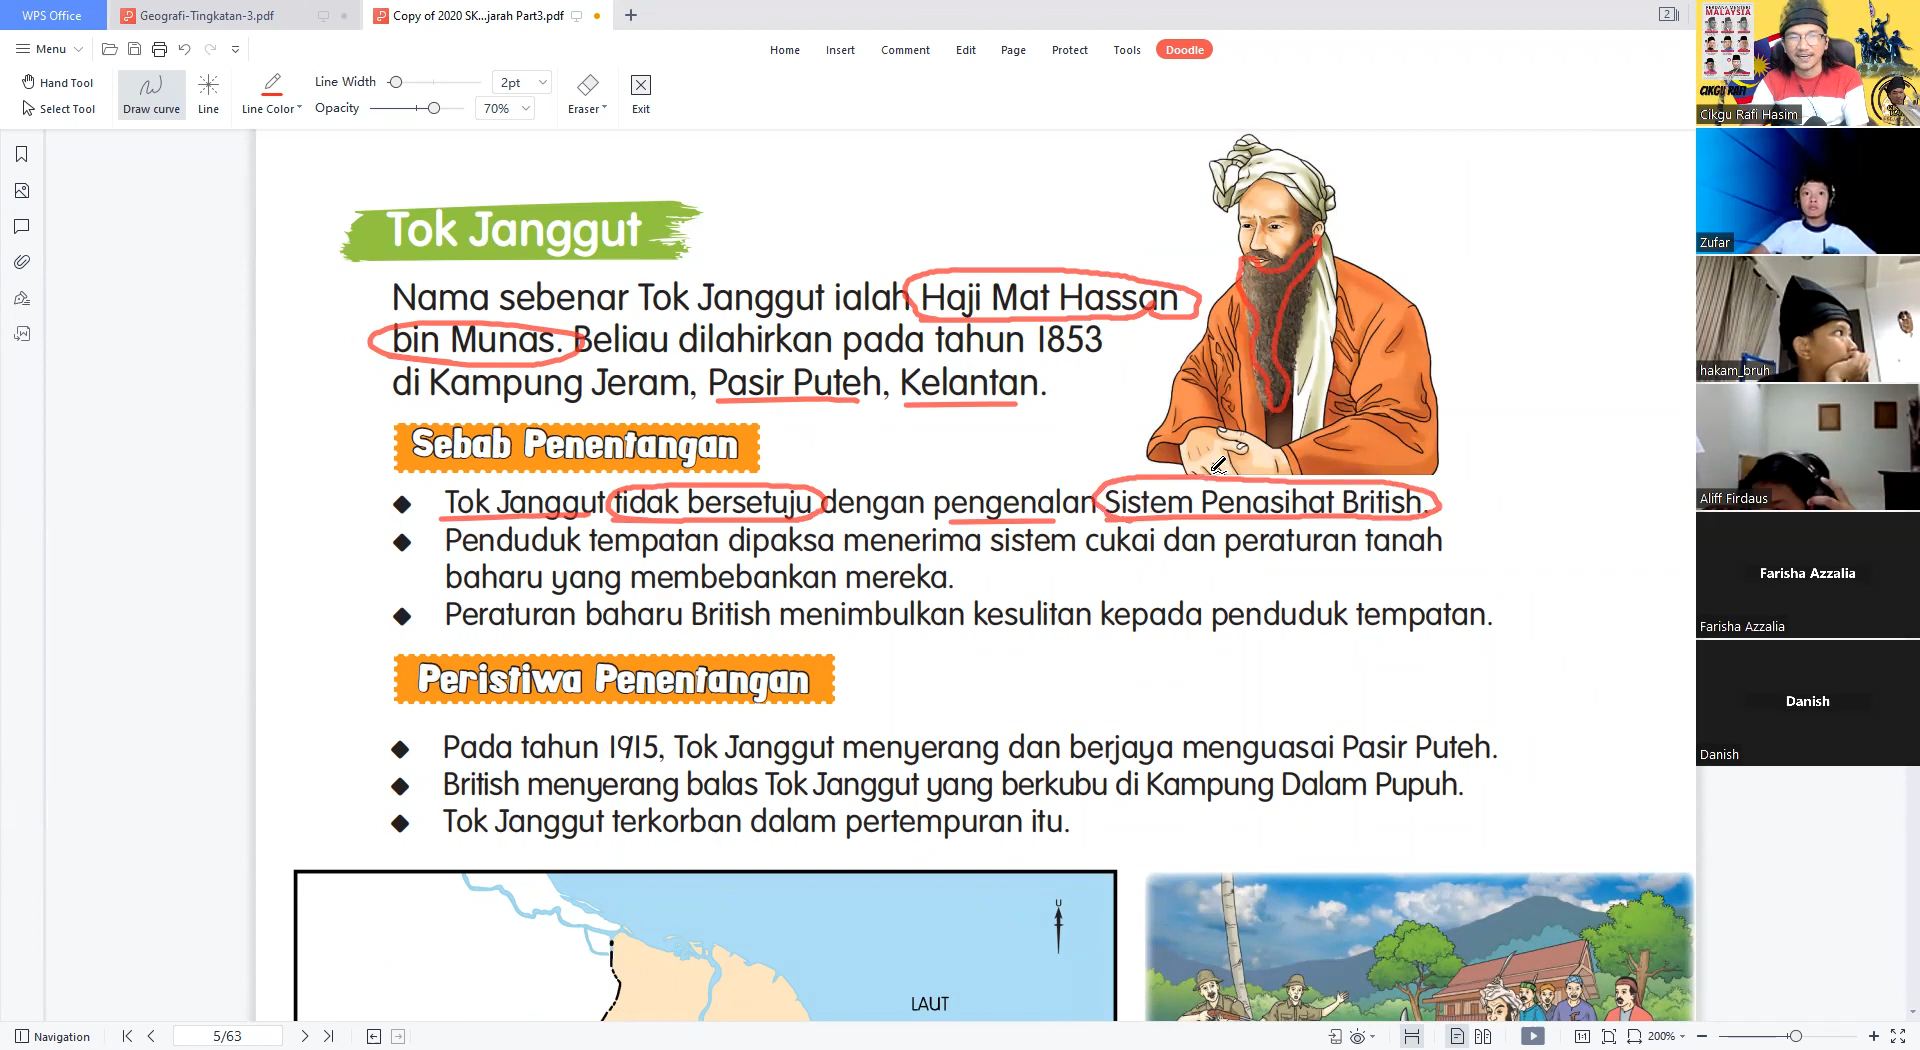 WPS Office
Geografi-Tingkatan-3.pdf
Copy of 2020 SK...jarah Part3.pdf
2
Menu
Home
Insert
Comment
Edit
Page
Protect
Tools
Doodle
Hand Tool
Select Tool
Draw curve
Line
Line Color
Line Width
2pt
Opacity
70%
Eraser
Exit
Tok Janggut
Nama sebenar Tok Janggut ialah Haji Mat Hassan
bin Munas. Beliau dilahirkan pada tahun 1853
di Kampung Jeram, Pasir Puteh, Kelantan.
Sebab Penentangan
Tok Janggut tidak bersetuju dengan pengenalan Sistem Penasihat British.
Penduduk tempatan dipaksa menerima sistem cukai dan peraturan tanah
baharu yang membebankan mereka.
Peraturan baharu British menimbulkan kesulitan kepada penduduk tempatan.
Peristiwa Penentangan
Pada tahun 1915, Tok Janggut menyerang dan berjaya menguasai Pasir Puteh.
British menyerang balas Tok Janggut yang berkubu di Kampung Dalam Pupuh.
Tok Janggut terkorban dalam pertempuran itu.
U
LAUT
MALAYSIA
CIKGU RAFI
Cikgu Rafi Hasim
Zufar
hakam_bruh
Aliff Firdaus
Farisha Azzalia
Farisha Azzalia
Danish
Danish
Navigation
5/63
1:1
200%